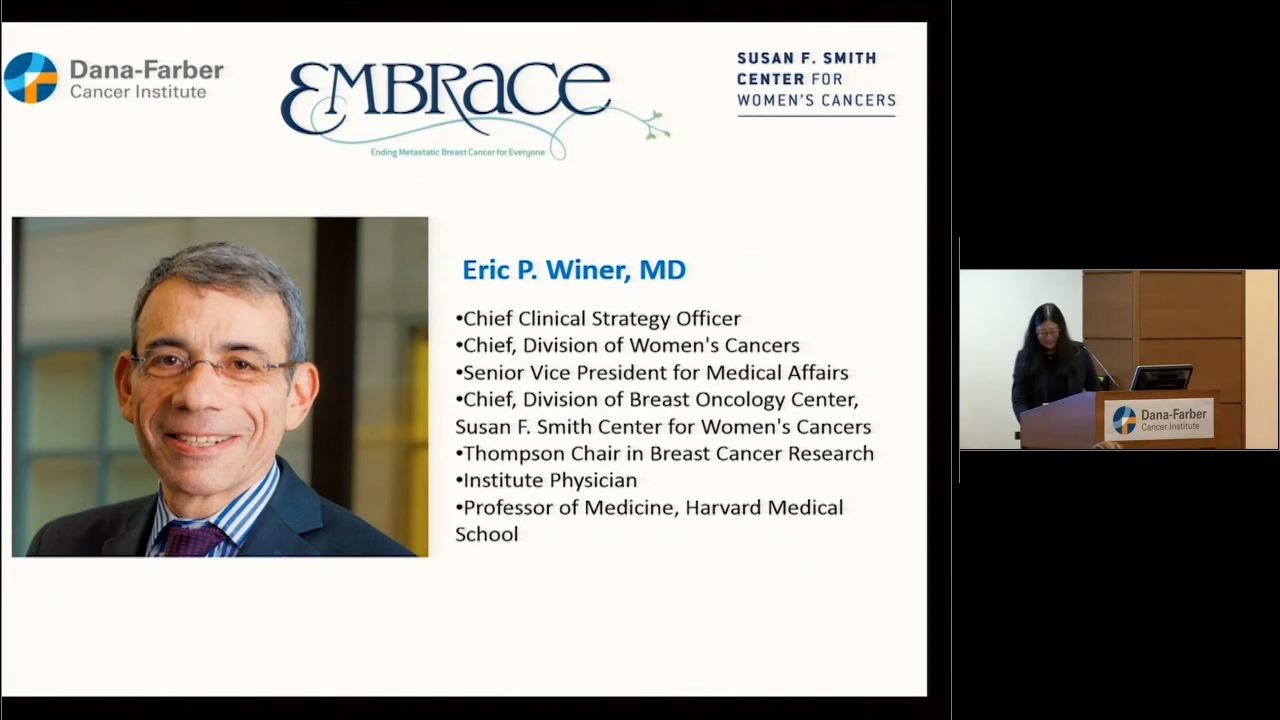 Dana-Farber
Cancer Institute
EMBRACE
Ending Metastatic Breast Cancer for Everyone
SUSAN F. SMITH
CENTER FOR
WOMEN'S CANCERS
Eric P. Winer, MD
•Chief Clinical Strategy Officer
•Chief, Division of Women's Cancers
•Senior Vice President for Medical Affairs
•Chief, Division of Breast Oncology Center,
Susan F. Smith Center for Women's Cancers
•Thompson Chair in Breast Cancer Research
•Institute Physician
•Professor of Medicine, Harvard Medical
School
Dana-Farber
Cancer Institute